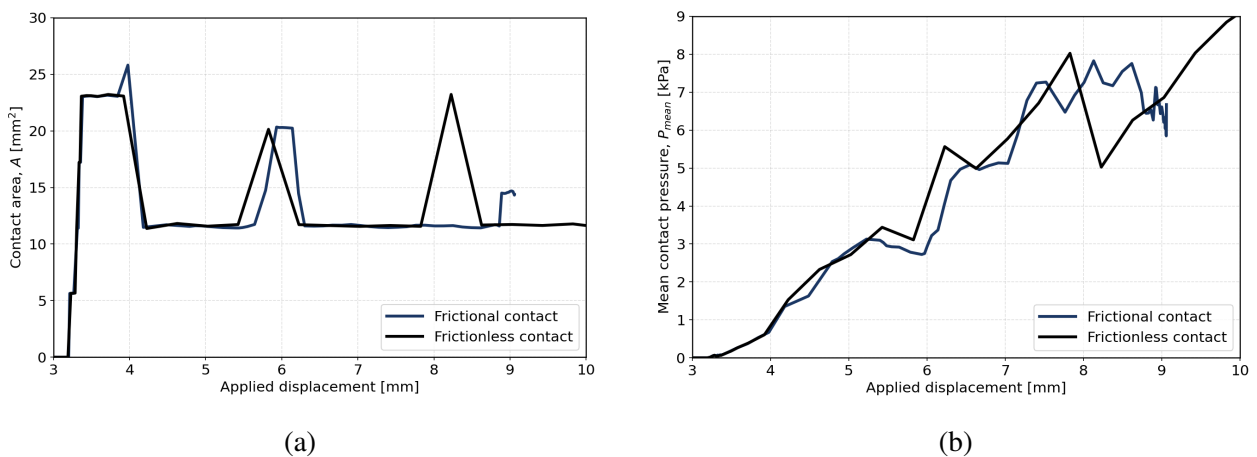 30
25
20
15
10
5
0
Contact area, A [mm²]
3 4 5 6 7 8 9 10
Applied displacement [mm]
Frictional contact
Frictionless contact
(a)
9
8
7
6
5
4
3
2
1
0
Mean contact pressure, Pmean [kPa]
3 4 5 6 7 8 9 10
Applied displacement [mm]
Frictional contact
Frictionless contact
(b)